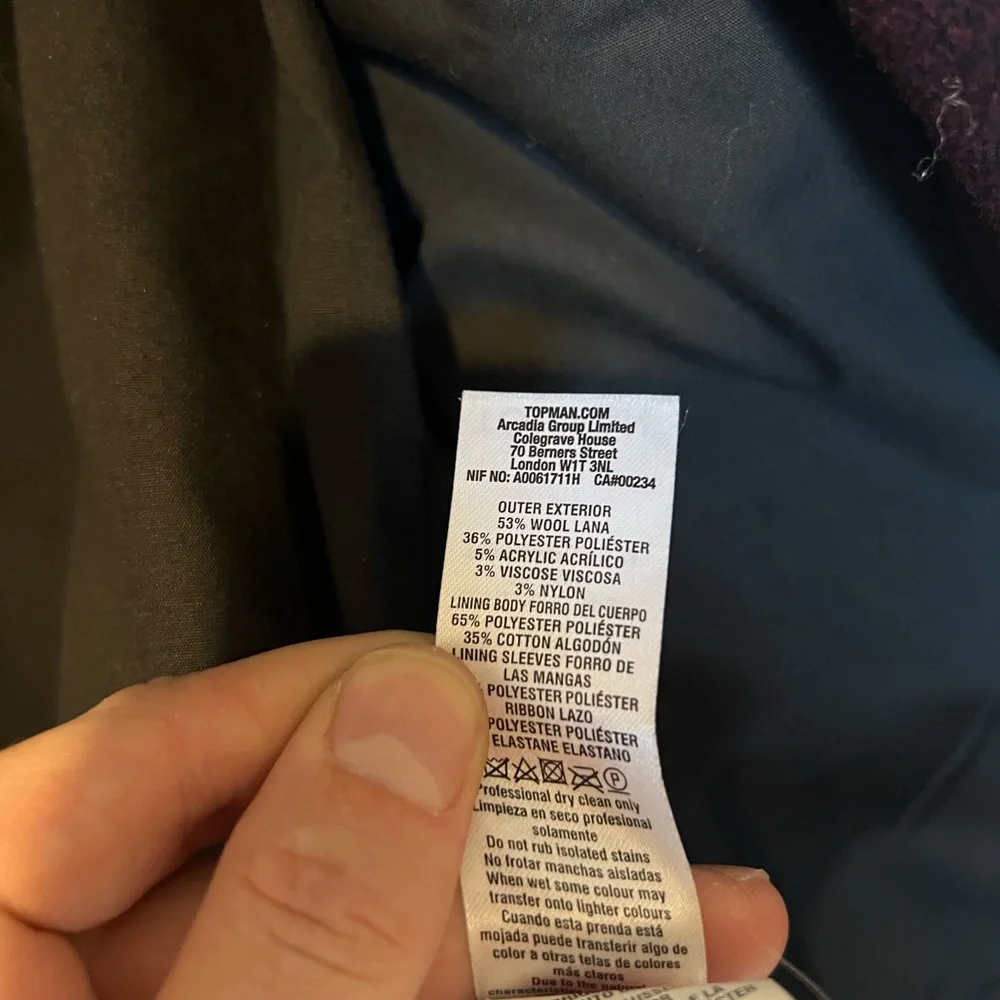 TOPMAN.COM
Arcadia Group Limited
Colegrave House
70 Berners Street
London W1T 3NL
NIF NO: A0061711H CA#00234
OUTER EXTERIOR
53% WOOL LANA
36% POLYESTER POLIÉSTER
5% ACRYLIC ACRÍLICO
3% VISCOSE VISCOSA
3% NYLON
LINING BODY FORRO DEL CUERPO
65% POLYESTER POLIÉSTER
35% COTTON ALGODÓN
LINING SLEEVES FORRO DE
LAS MANGAS
POLYESTER POLIÉSTER
RIBBON LAZO
POLYESTER POLIÉSTER
ELASTANE ELASTANO
P
Professional dry clean only
Limpieza en seco profesional
solamente
Do not rub isolated stains
No frotar manchas aisladas
When wet some colour may
transfer onto lighter colours
Cuando esta prenda está
mojada puede transferir algo de
color a otras telas de colores
más claros
Due to the